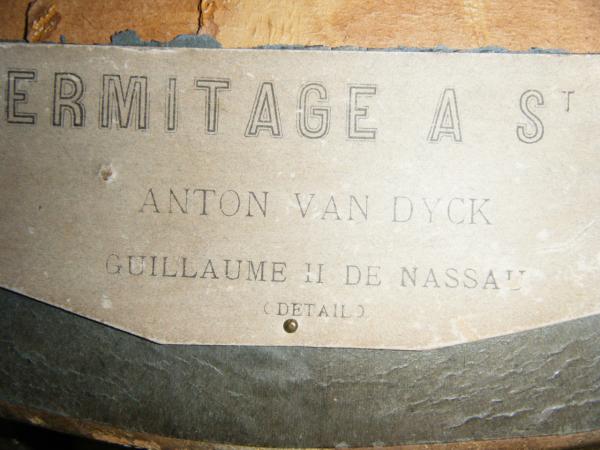 ERMITAGE A ST
ANTON VAN DYCK
GUILLAUME II DE NASSAU
(DETAIL)